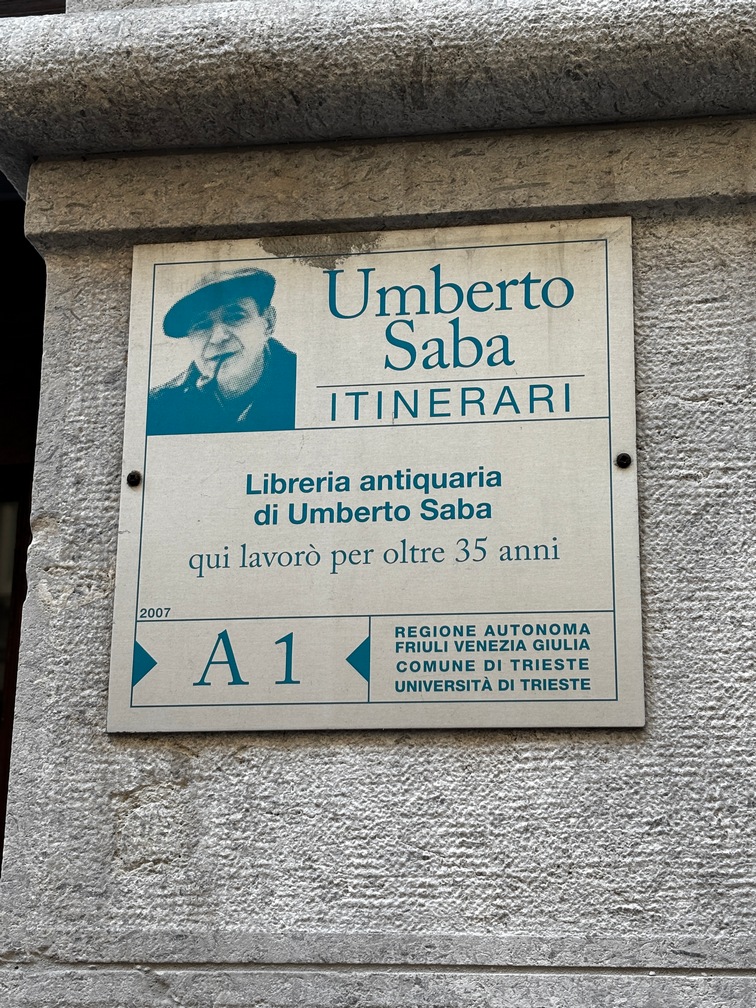 Umberto
Saba
ITINERARI
Libreria antiquaria
di Umberto Saba
qui lavorò per oltre 35 anni
2007
A 1
REGIONE AUTONOMA
FRIULI VENEZIA GIULIA
COMUNE DI TRIESTE
UNIVERSITÀ DI TRIESTE